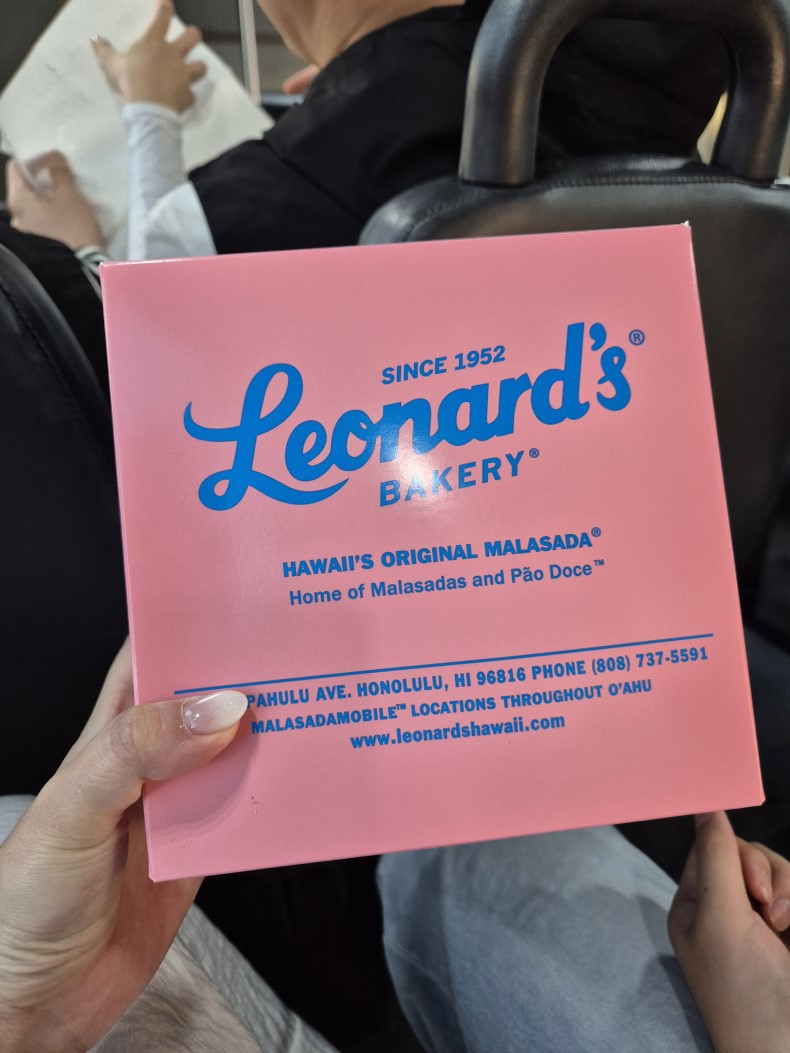 SINCE 1952
Leonard's®
BAKERY®
HAWAII'S ORIGINAL MALASADA®
Home of Malasadas and Pão Doce™
PAHULU AVE. HONOLULU, HI 96816 PHONE (808) 737-5591
MALASADAMOBILE™ LOCATIONS THROUGHOUT O'AHU
www.leonardshawaii.com